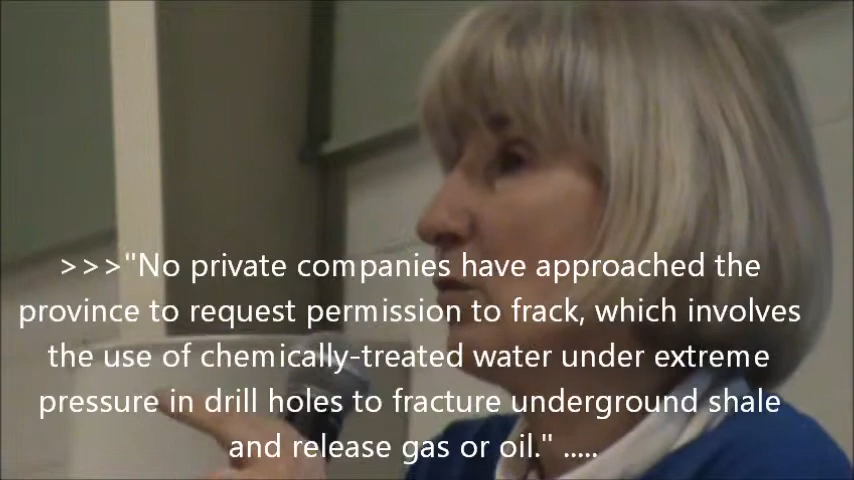 >>>"No private companies have approached the
province to request permission to frack, which involves
the use of chemically-treated water under extreme
pressure in drill holes to fracture underground shale
and release gas or oil." .....